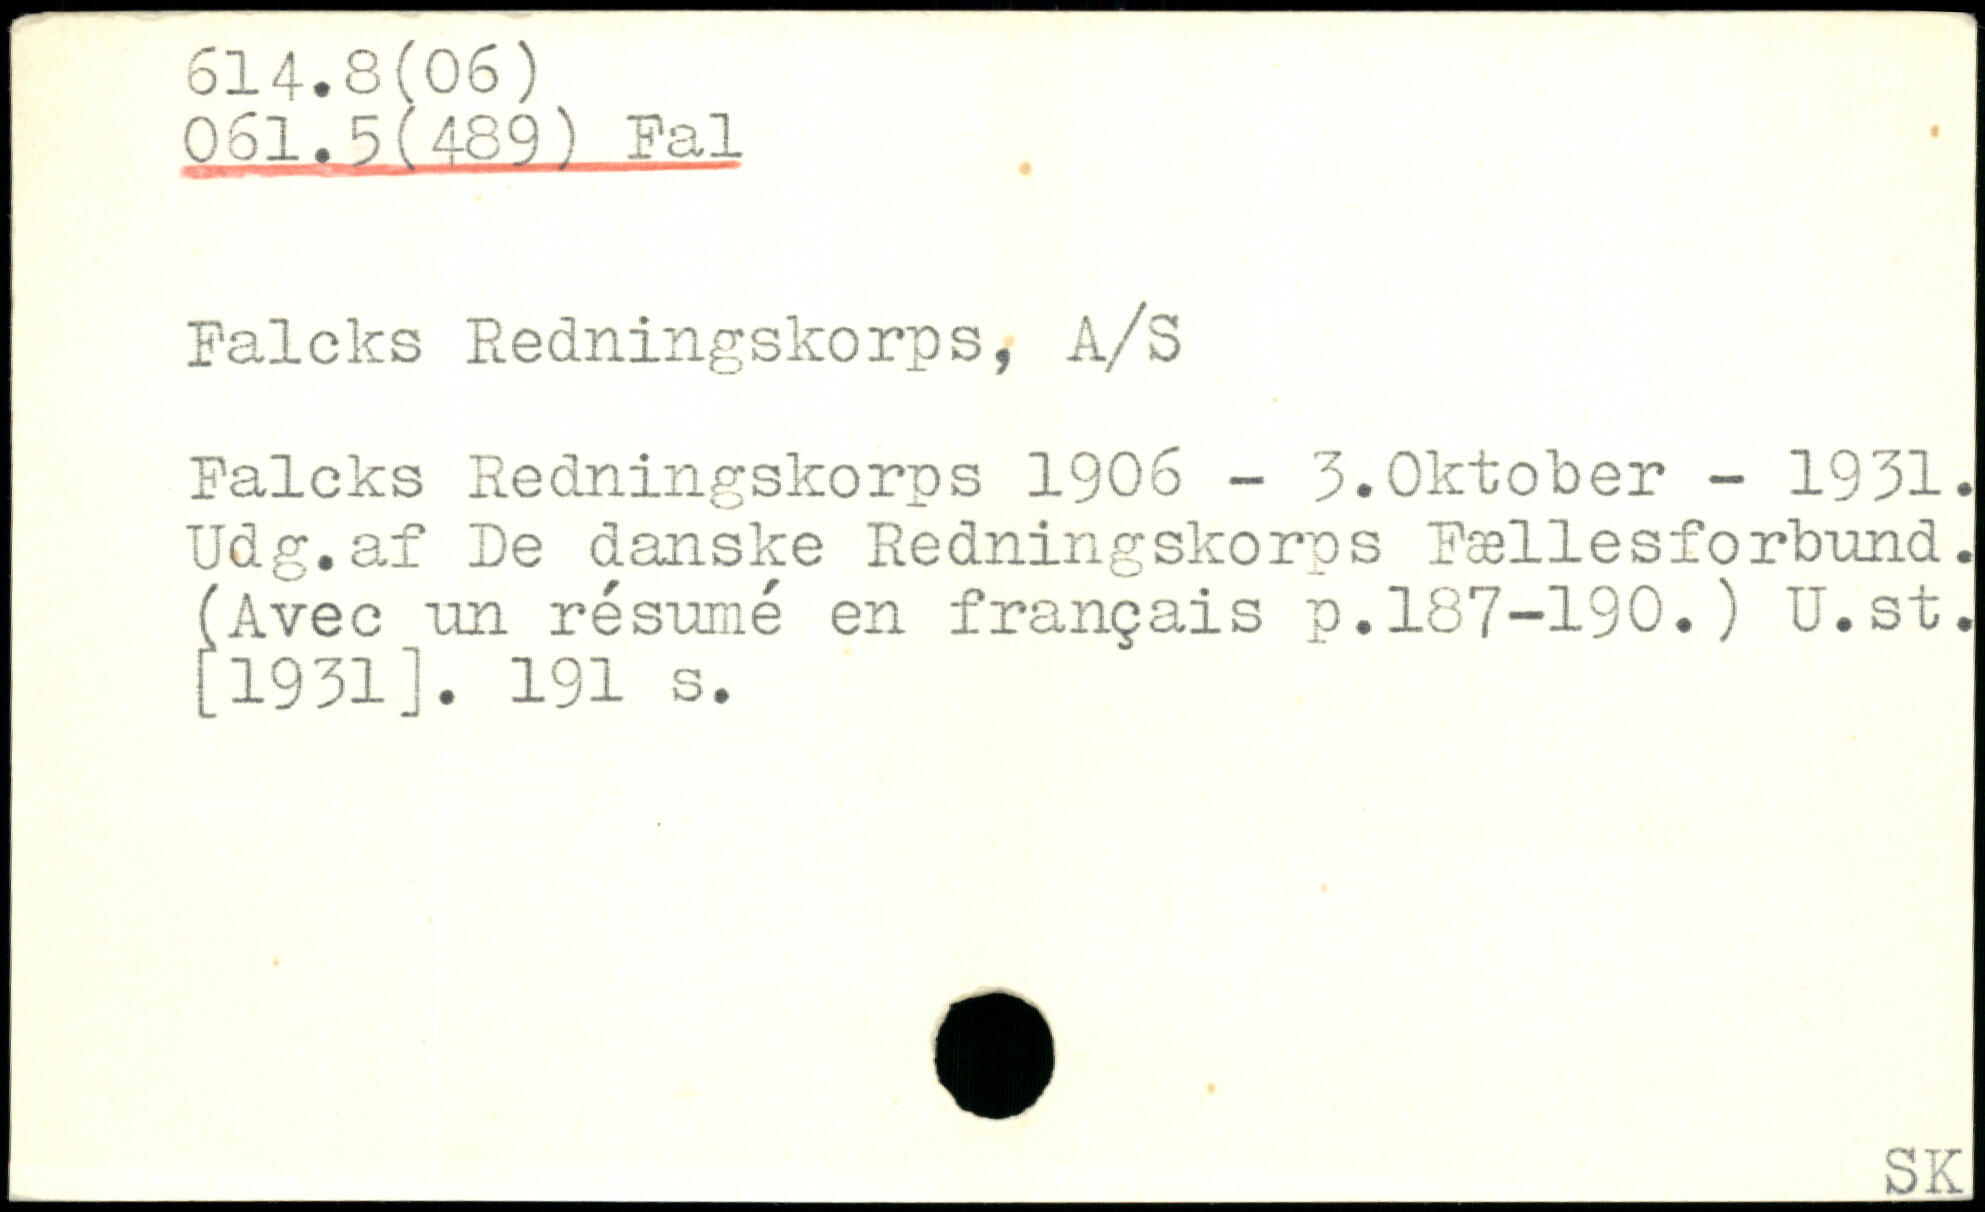 614.8(06)
061.5(489) Fal
Falcks Redningskorps, A/S
Falcks Redningskorps 1906 - 3.Oktober - 1931.
Udg.af De danske Redningskorps Fællesforbund.
(Avec un résumé en français p.187-190.) U.st.
[1931]. 191 s.
SK